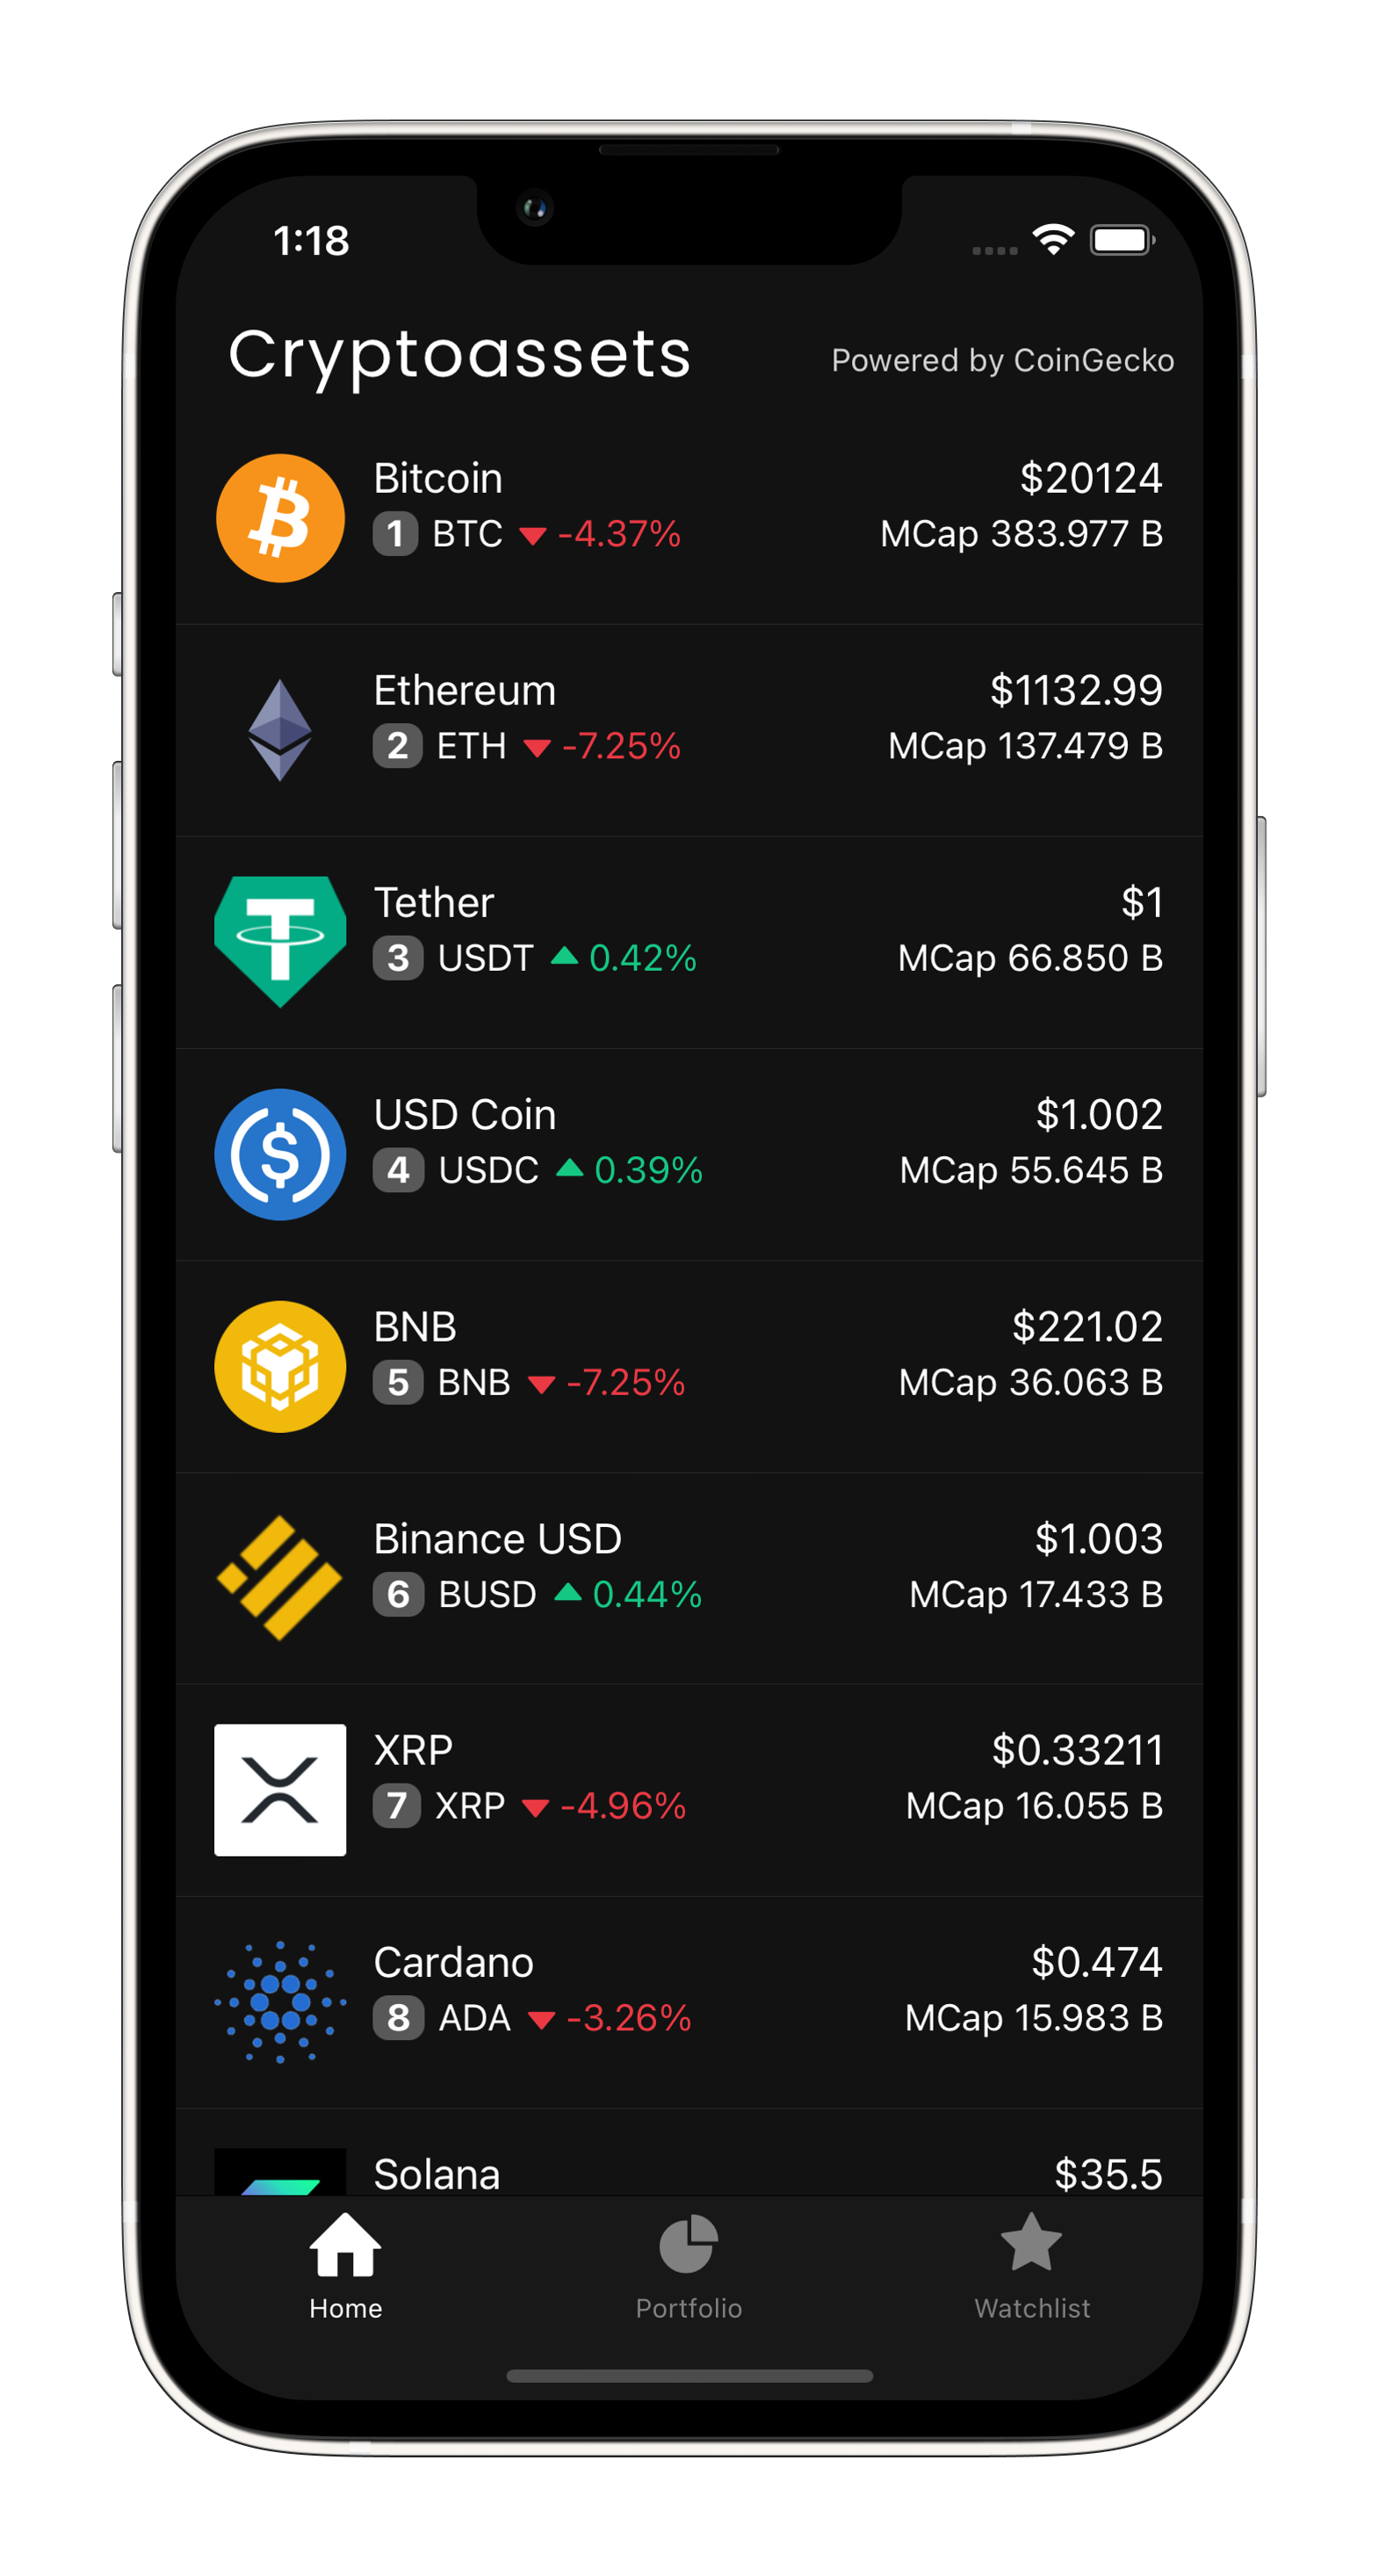 1:18
Cryptoassets
Powered by CoinGecko
Bitcoin
$20124
1 BTC -4.37%
MCap 383.977 B
Ethereum
$1132.99
2 ETH -7.25%
MCap 137.479 B
Tether
$1
3 USDT 0.42%
MCap 66.850 B
USD Coin
$1.002
4 USDC 0.39%
MCap 55.645 B
BNB
$221.02
5 BNB -7.25%
MCap 36.063 B
Binance USD
$1.003
6 BUSD 0.44%
MCap 17.433 B
XRP
$0.33211
7 XRP -4.96%
MCap 16.055 B
Cardano
$0.474
8 ADA -3.26%
MCap 15.983 B
Solana
$35.5
Home
Portfolio
Watchlist